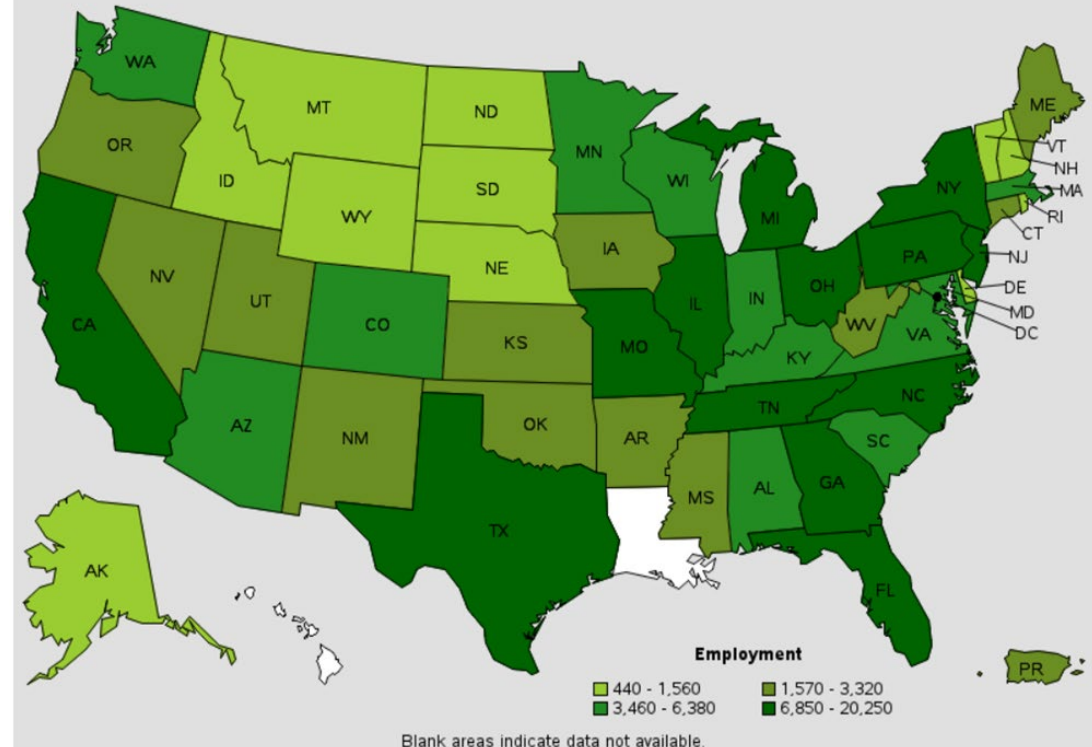 WA
MT
ND
ME
OR
MN
VT
ID
SD
WI
NH
WY
MI
NY
MA
RI
NE
IA
CT
PA
NJ
NV
UT
IL
IN
OH
DE
CA
CO
WV
MD
KS
MO
KY
VA
DC
NC
TN
AZ
NM
OK
AR
SC
MS
AL
GA
TX
AK
FL
Employment
PR
440 - 1,560 1,570 - 3,320
3,460 - 6,380 6,850 - 20,250
Blank areas indicate data not available.